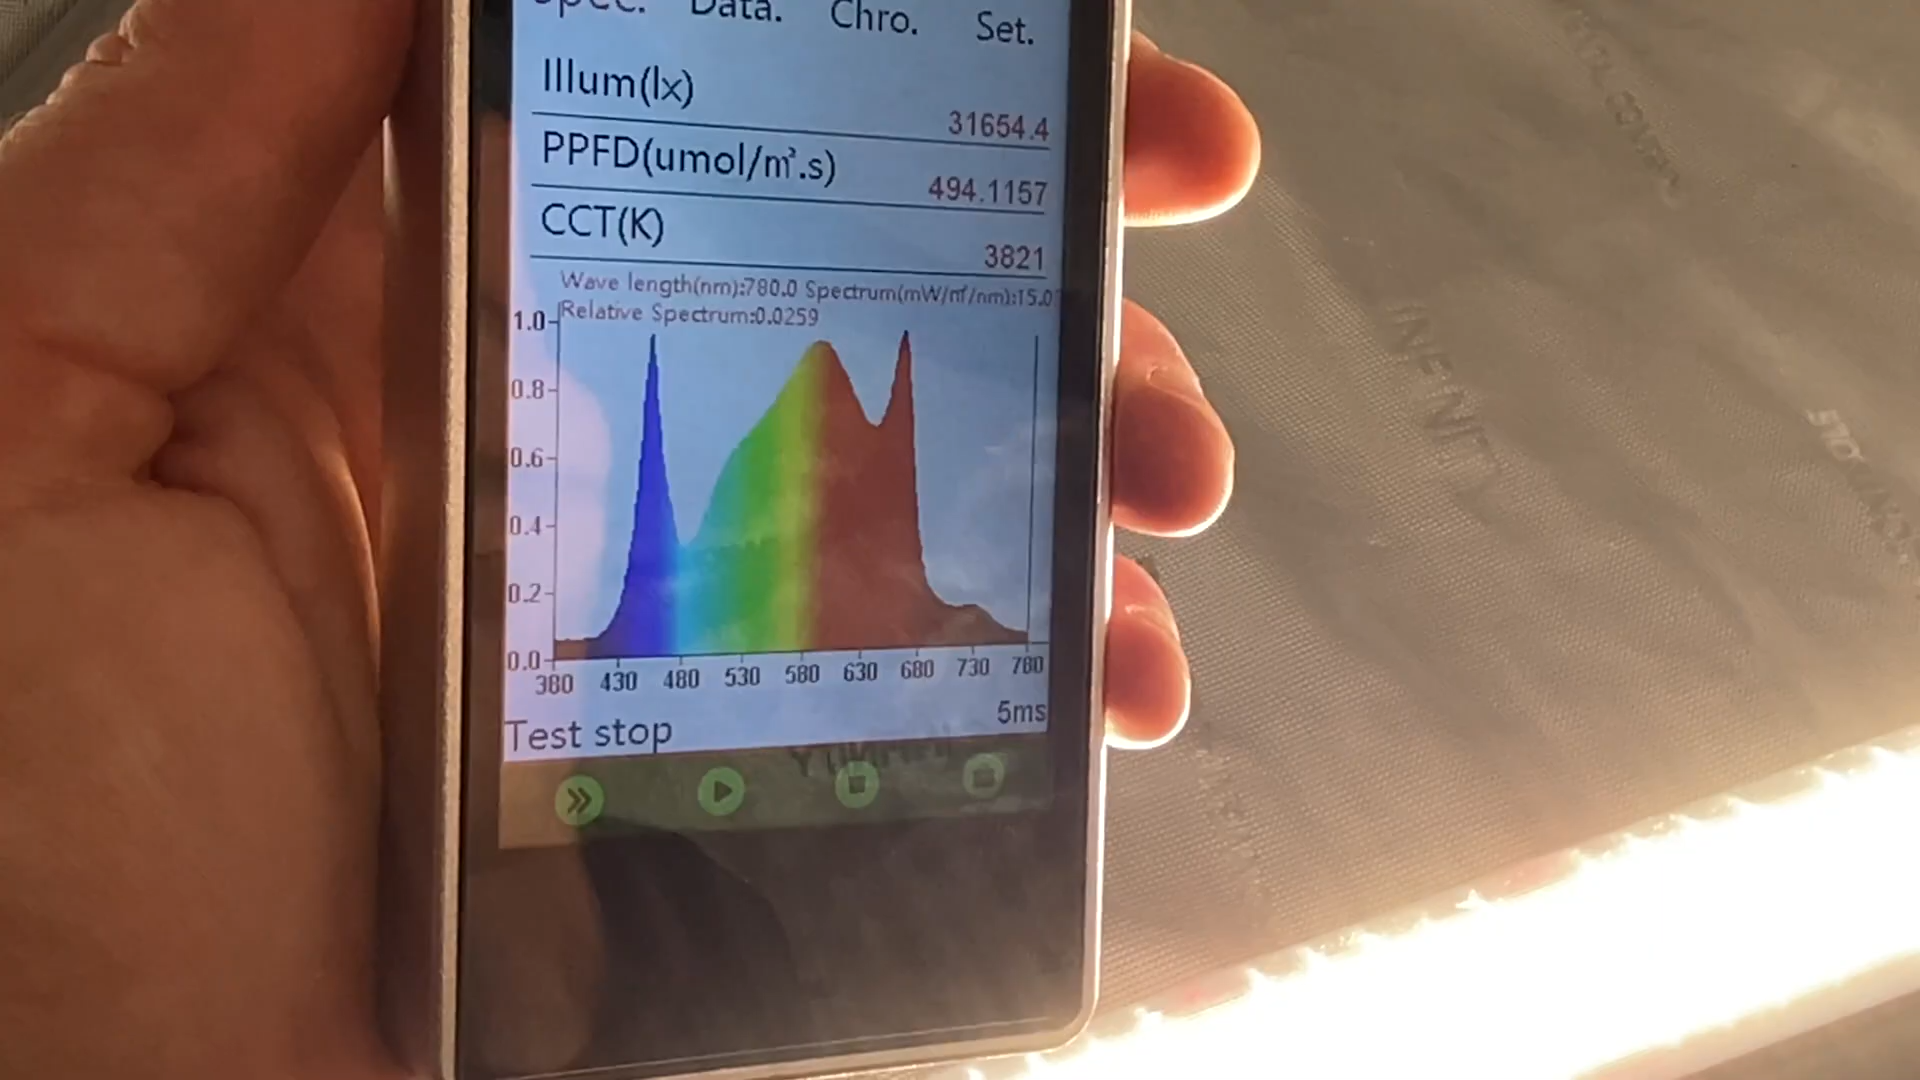 Spec. Data. Chro. Set.
Illum(lx)
31654.4
PPFD(umol/m².s)
494.1157
CCT(K)
3821
Wave length(nm):780.0 Spectrum(mW/㎡/nm):15.0
Relative Spectrum:0.0259
1.0
0.8
0.6
0.4
0.2
0.0
380 430 480 530 580 630 680 730 780
5ms
Test stop
INFINITY